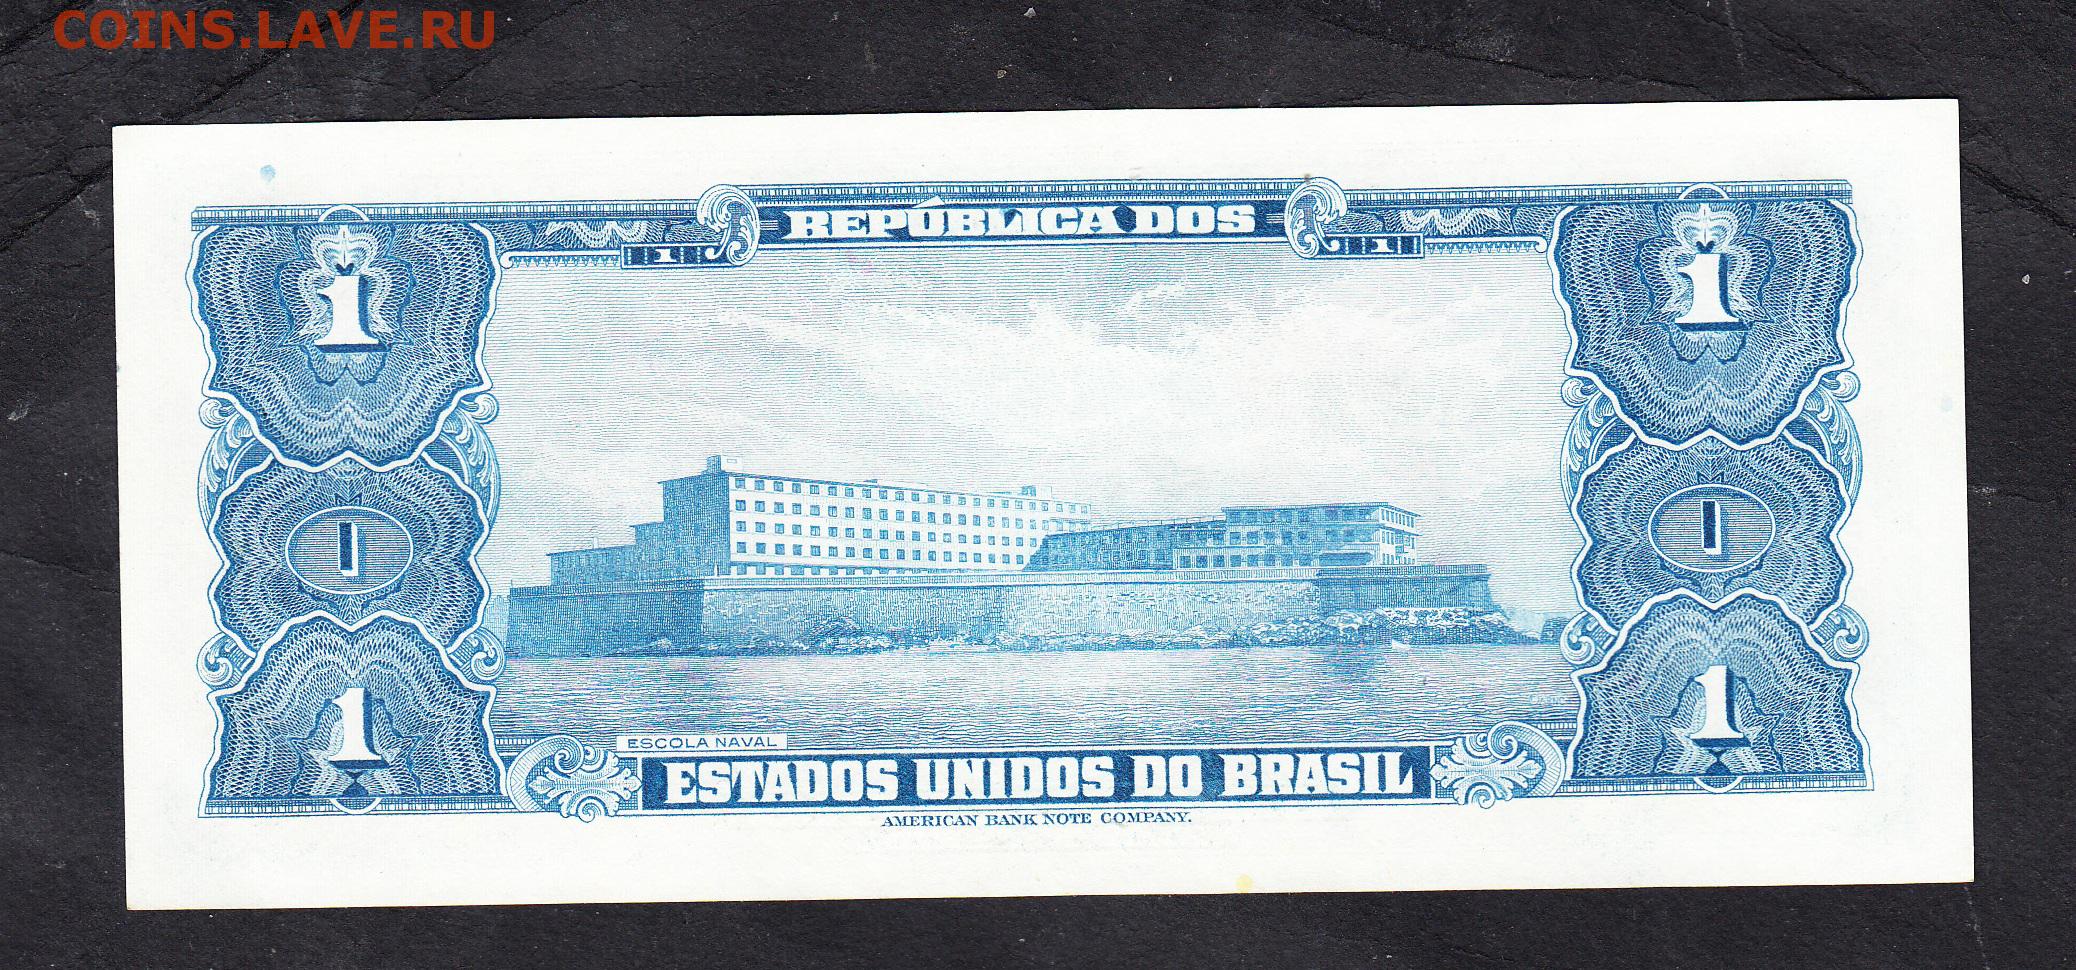 COINS.LAVE.RU
REPÚBLICA DOS
1 1
1 1
1 1
1 1
ESCOLA NAVAL
ESTADOS UNIDOS DO BRASIL
AMERICAN BANK NOTE COMPANY.